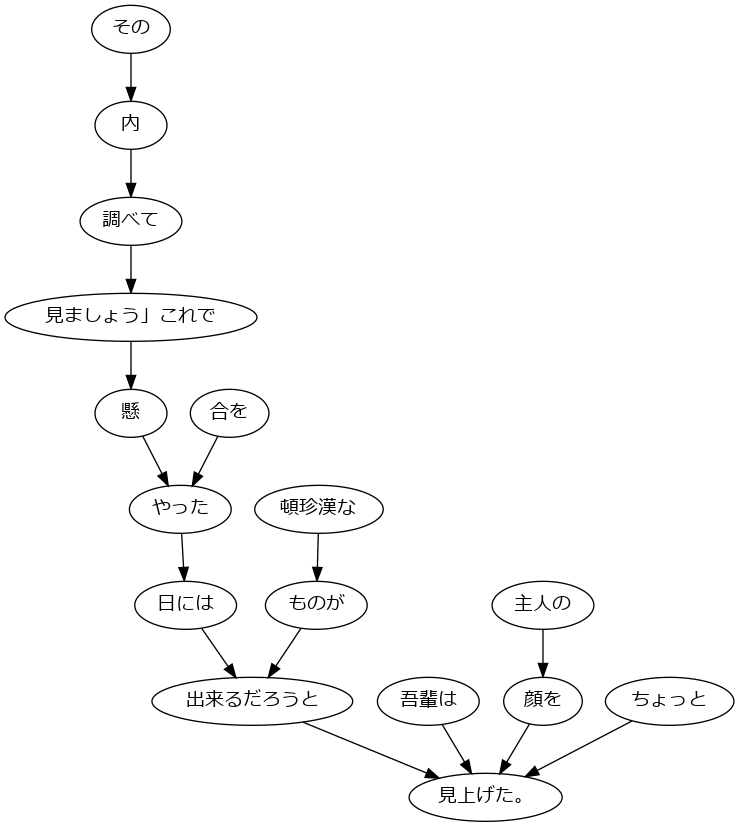 その
内
調べて
見ましょう」これで
懸
合を
やった
頓珍漢な
日には
ものが
主人の
出来るだろうと
吾輩は
顔を
ちょっと
見上げた。